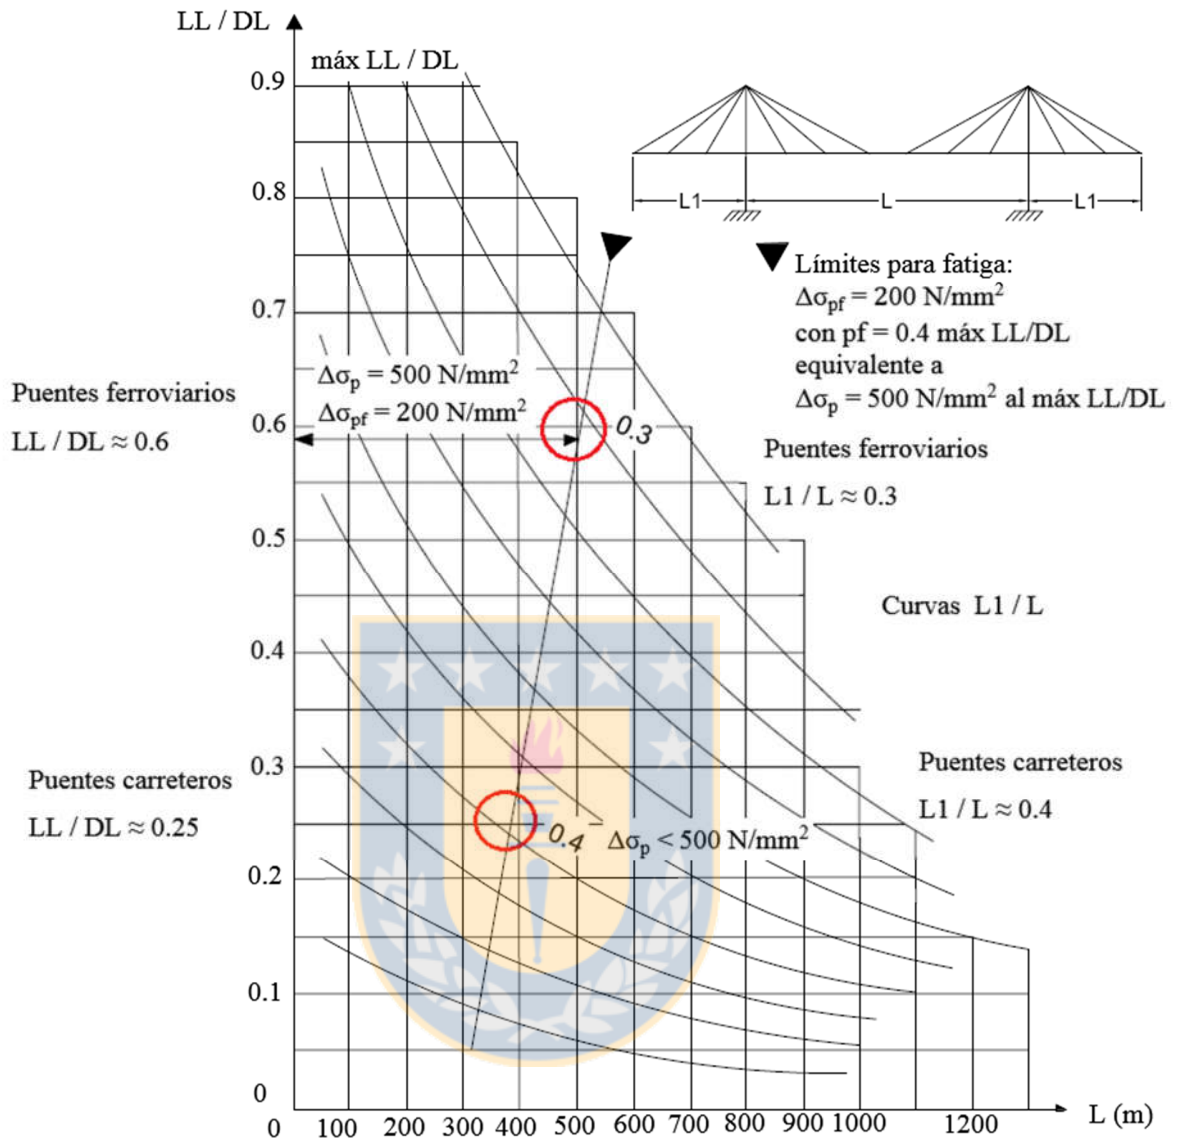 LL / DL
máx LL / DL
0.9
0.8
0.7
0.6
0.5
0.4
0.3
0.2
0.1
0
0 100 200 300 400 500 600 700 800 900 1000 1200
L (m)
L1 L L1
Límites para fatiga:
Δσpf = 200 N/mm²
con pf = 0.4 máx LL/DL
equivalente a
Δσp = 500 N/mm² al máx LL/DL
Puentes ferroviarios
LL / DL ≈ 0.6
Δσp = 500 N/mm²
Δσpf = 200 N/mm²
0.3
Puentes ferroviarios
L1 / L ≈ 0.3
Curvas L1 / L
Puentes carreteros
LL / DL ≈ 0.25
0.4
Δσp < 500 N/mm²
Puentes carreteros
L1 / L ≈ 0.4